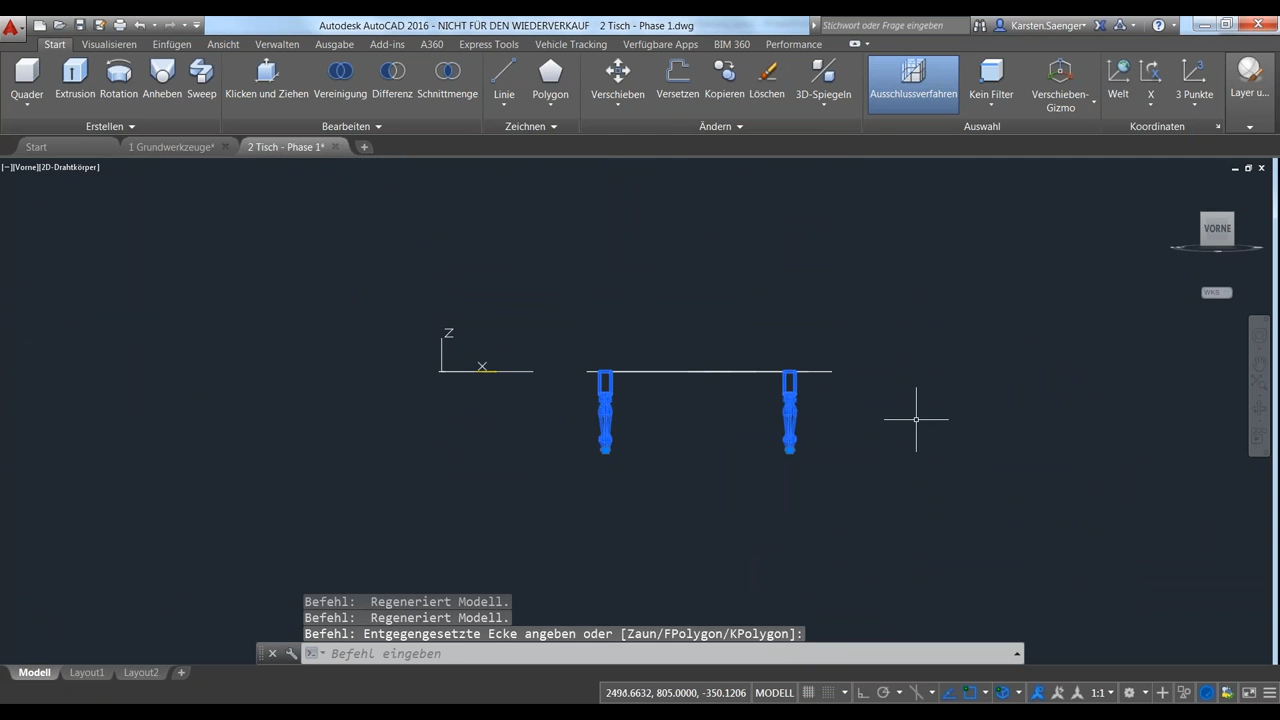 Autodesk AutoCAD 2016 - NICHT FÜR DEN WIEDERVERKAUF 2 Tisch - Phase 1.dwg
Stichwort oder Frage eingeben
Karsten.Saenger
Start Visualisieren Einfügen Ansicht Verwalten Ausgabe Add-ins A360 Express Tools Vehicle Tracking Verfügbare Apps BIM 360 Performance
Quader Extrusion Rotation Anheben Sweep Klicken und Ziehen Vereinigung Differenz Schnittmenge Linie Polygon Verschieben Versetzen Kopieren Löschen 3D-Spiegeln Ausschlussverfahren Kein Filter Verschieben-Gizmo Welt X 3 Punkte Layer u...
Erstellen Bearbeiten Zeichnen Ändern Auswahl Koordinaten
Start 1 Grundwerkzeuge* 2 Tisch - Phase 1*
[−][Vorne][2D-Drahtkörper]
VORNE
WKS
Z
X
Befehl: Regeneriert Modell.
Befehl: Regeneriert Modell.
Befehl: Entgegengesetzte Ecke angeben oder [Zaun/FPolygon/KPolygon]:
Befehl eingeben
Modell Layout1 Layout2
2498.6632, 805.0000, -350.1206 MODELL 1:1